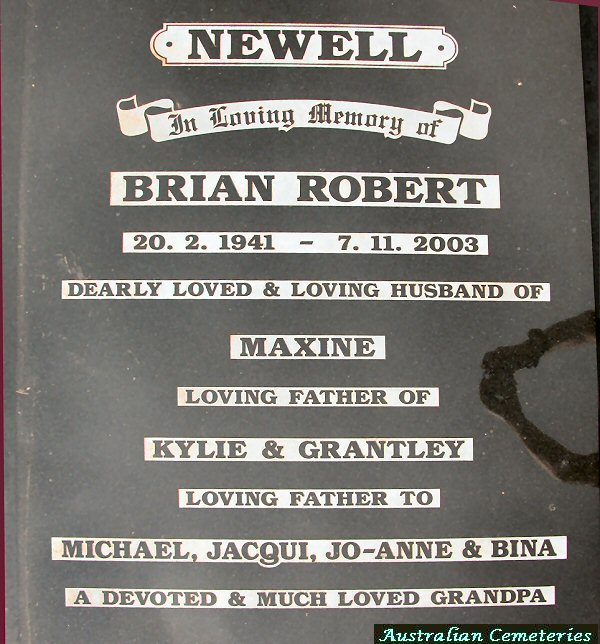 NEWELL
In Loving Memory of
BRIAN ROBERT
20. 2. 1941 – 7. 11. 2003
DEARLY LOVED & LOVING HUSBAND OF
MAXINE
LOVING FATHER OF
KYLIE & GRANTLEY
LOVING FATHER TO
MICHAEL, JACQUI, JO-ANNE & BINA
A DEVOTED & MUCH LOVED GRANDPA
Australian Cemeteries